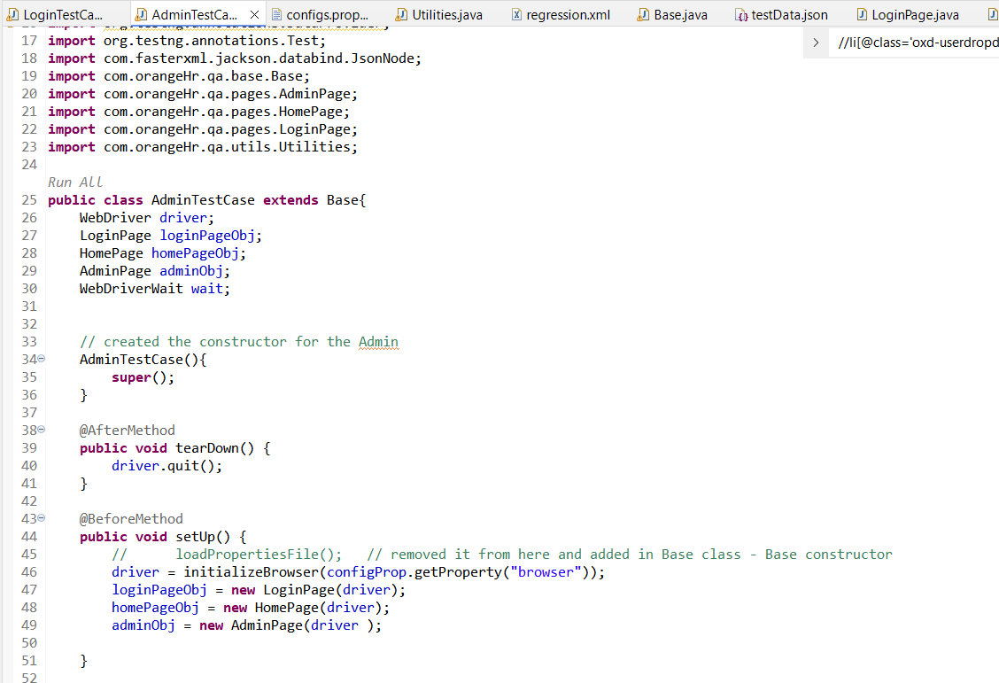 LoginTestCa... AdminTestCa... configs.prop... Utilities.java regression.xml Base.java testData.json LoginPage.java
//li[@class='oxd-userdropd
17 import org.testng.annotations.Test;
18 import com.fasterxml.jackson.databind.JsonNode;
19 import com.orangeHr.qa.base.Base;
20 import com.orangeHr.qa.pages.AdminPage;
21 import com.orangeHr.qa.pages.HomePage;
22 import com.orangeHr.qa.pages.LoginPage;
23 import com.orangeHr.qa.utils.Utilities;
24
Run All
25 public class AdminTestCase extends Base{
26 WebDriver driver;
27 LoginPage loginPageObj;
28 HomePage homePageObj;
29 AdminPage adminObj;
30 WebDriverWait wait;
31
32
33 // created the constructor for the Admin
34 AdminTestCase(){
35 super();
36 }
37
38 @AfterMethod
39 public void tearDown() {
40 driver.quit();
41 }
42
43 @BeforeMethod
44 public void setUp() {
45 // loadPropertiesFile(); // removed it from here and added in Base class - Base constructor
46 driver = initializeBrowser(configProp.getProperty("browser"));
47 loginPageObj = new LoginPage(driver);
48 homePageObj = new HomePage(driver);
49 adminObj = new AdminPage(driver );
50
51 }
52